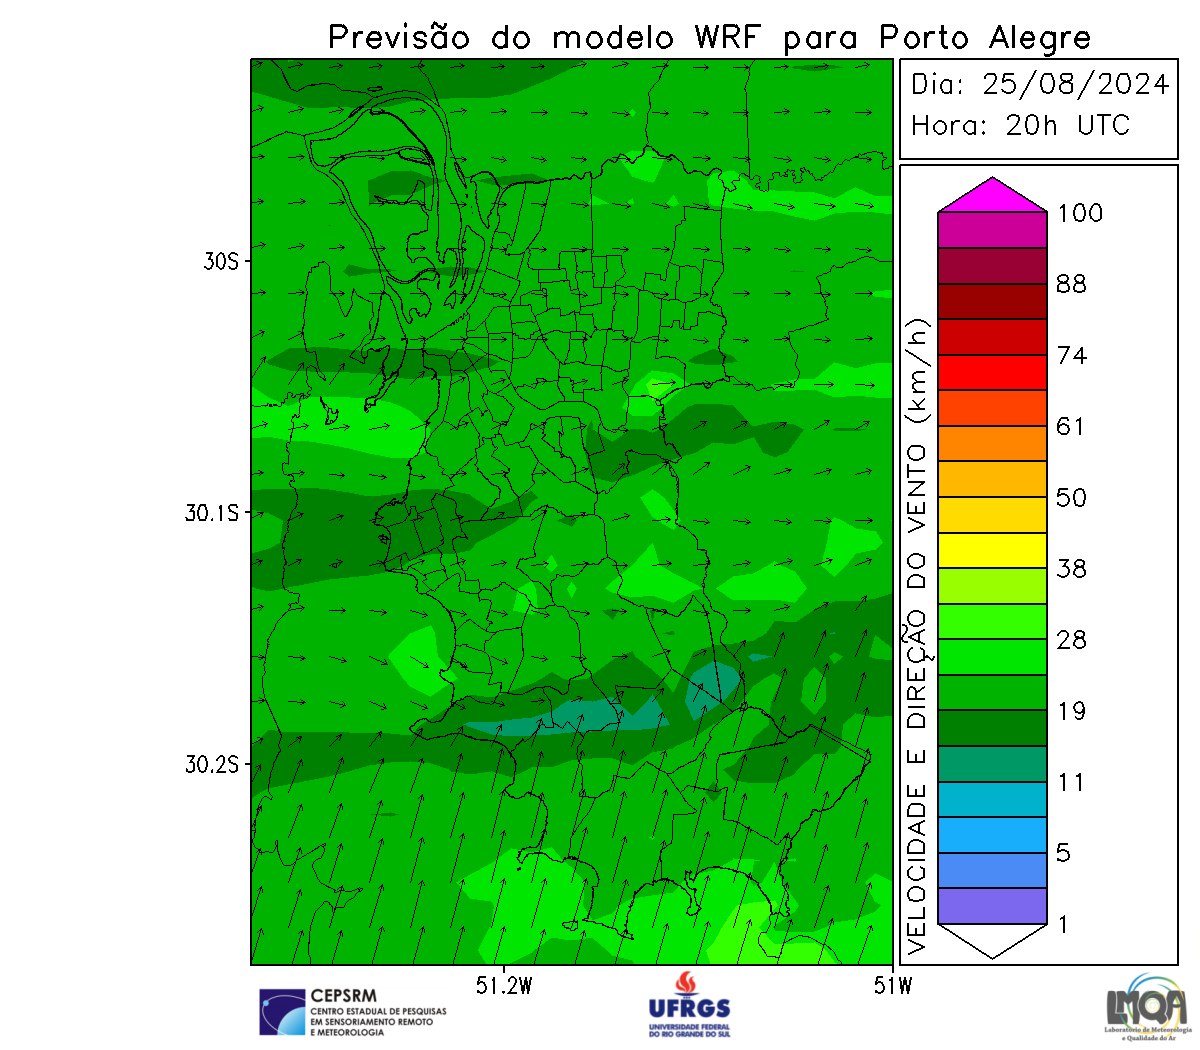 Previsão do modelo WRF para Porto Alegre
Dia: 25/08/2024
Hora: 20h UTC
30S
30.1S
30.2S
51.2W
51W
VELOCIDADE E DIREÇÃO DO VENTO (km/h)
100
88
74
61
50
38
28
19
11
5
1
CEPSRM
CENTRO ESTADUAL DE PESQUISAS
EM SENSORIAMENTO REMOTO
E METEOROLOGIA
UFRGS
UNIVERSIDADE FEDERAL
DO RIO GRANDE DO SUL
LMQA
Laboratório de Meteorologia
e Qualidade do Ar